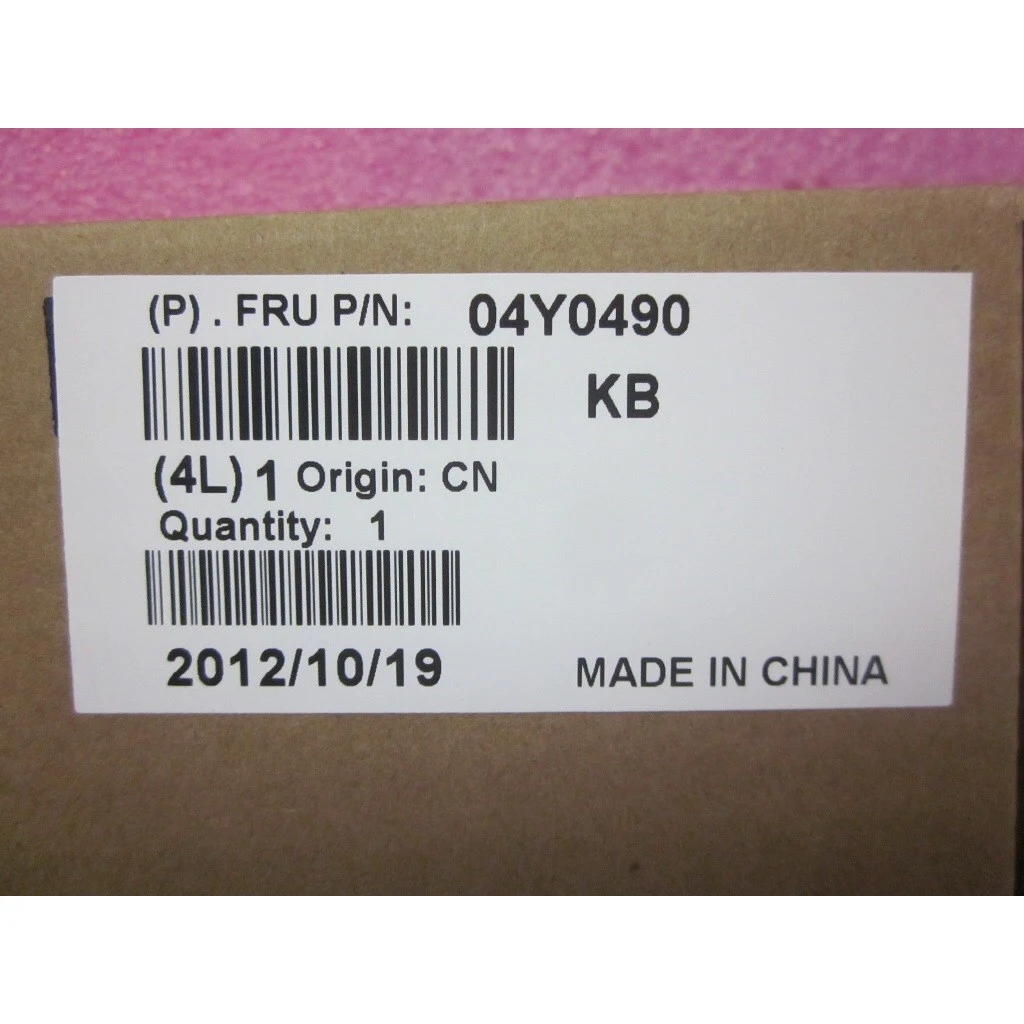 (P) . FRU P/N: 04Y0490
KB
(4L) 1 Origin: CN
Quantity: 1
2012/10/19 MADE IN CHINA